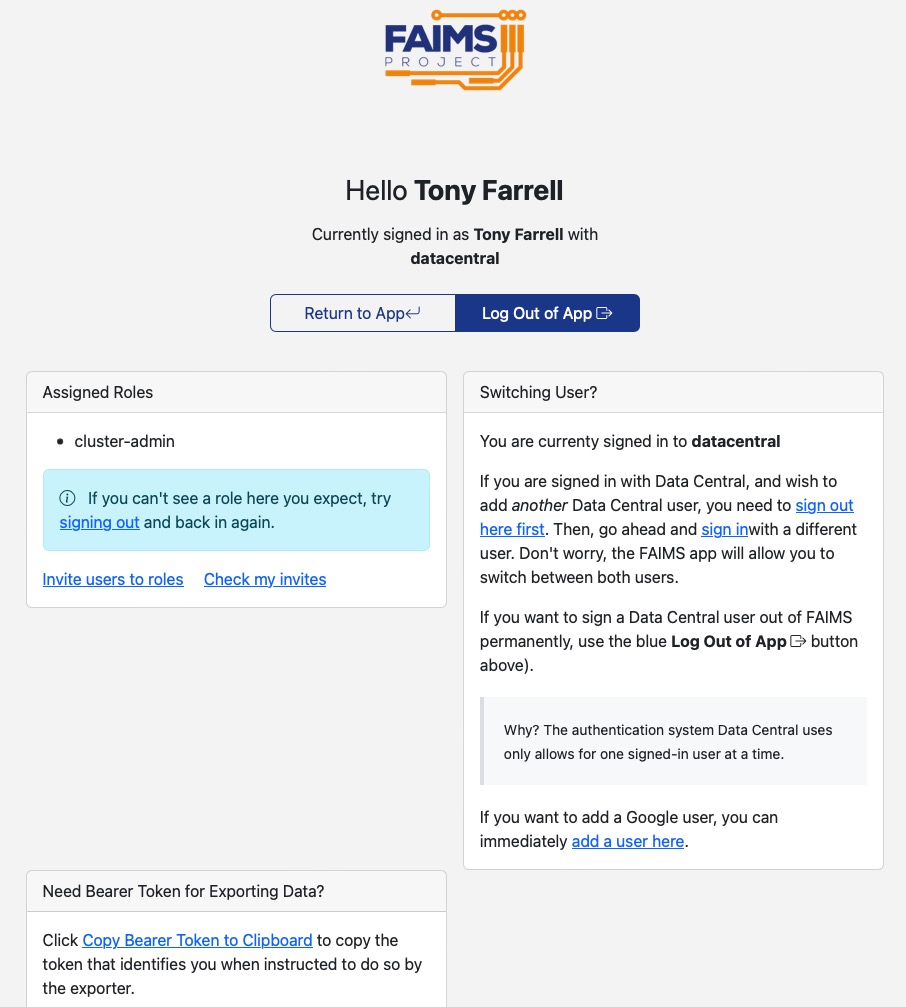 FAIMS
PROJECT
Hello Tony Farrell
Currently signed in as Tony Farrell with
datacentral
Return to App
Log Out of App
Assigned Roles
cluster-admin
If you can't see a role here you expect, try
signing out and back in again.
Invite users to roles
Check my invites
Switching User?
You are currenty signed in to datacentral
If you are signed in with Data Central, and wish to
add another Data Central user, you need to sign out
here first. Then, go ahead and sign inwith a different
user. Don't worry, the FAIMS app will allow you to
switch between both users.
If you want to sign a Data Central user out of FAIMS
permanently, use the blue Log Out of App button
above).
Why? The authentication system Data Central uses
only allows for one signed-in user at a time.
If you want to add a Google user, you can
immediately add a user here.
Need Bearer Token for Exporting Data?
Click Copy Bearer Token to Clipboard to copy the
token that identifies you when instructed to do so by
the exporter.